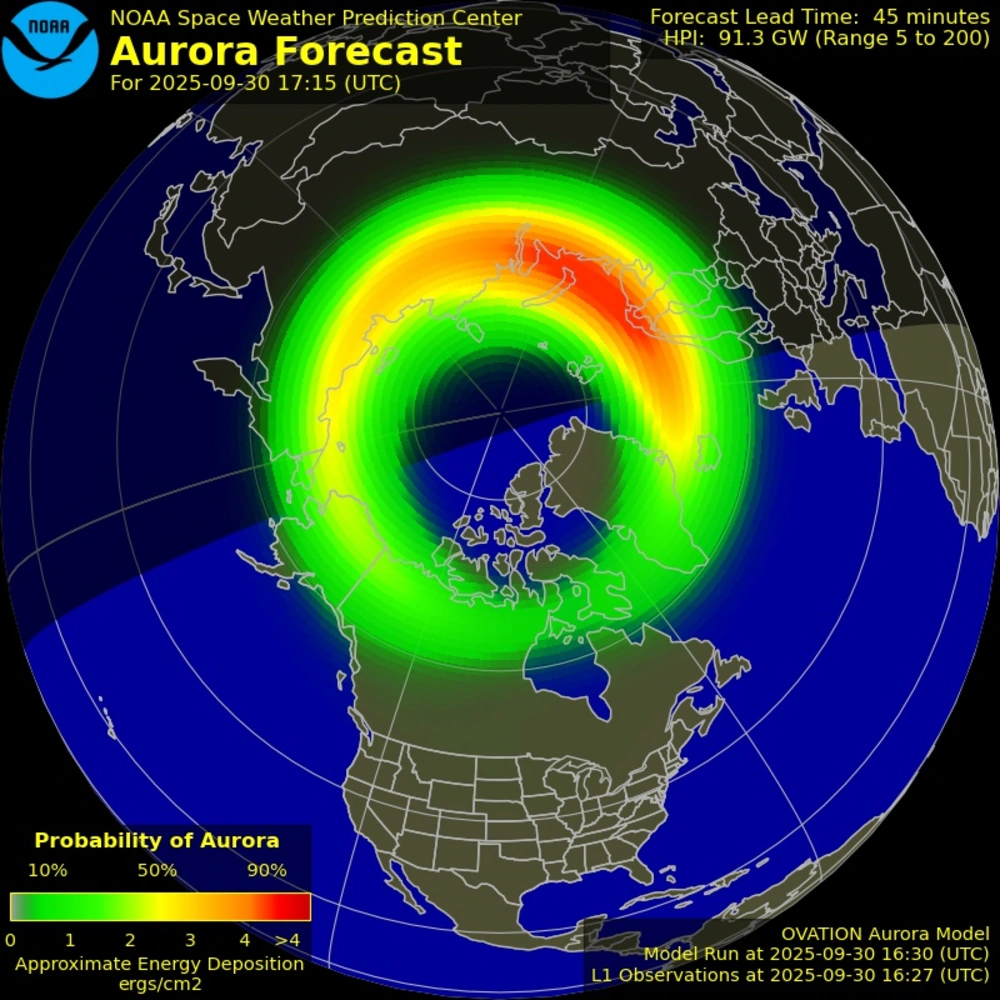 NOAA
NOAA Space Weather Prediction Center
Aurora Forecast
For 2025-09-30 17:15 (UTC)
Forecast Lead Time: 45 minutes
HPI: 91.3 GW (Range 5 to 200)
Probability of Aurora
10% 50% 90%
0 1 2 3 4 >4
Approximate Energy Deposition
ergs/cm2
OVATION Aurora Model
Model Run at 2025-09-30 16:30 (UTC)
L1 Observations at 2025-09-30 16:27 (UTC)